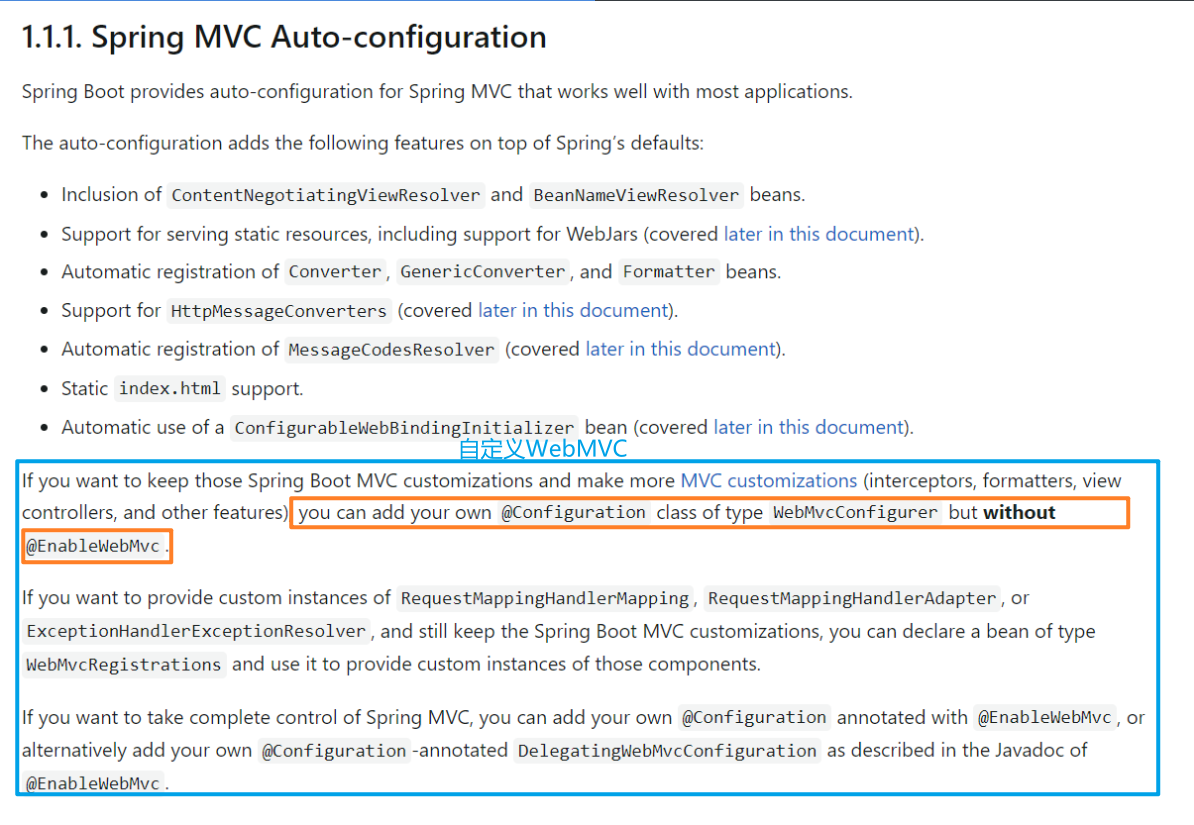 1.1.1. Spring MVC Auto-configuration
Spring Boot provides auto-configuration for Spring MVC that works well with most applications.
The auto-configuration adds the following features on top of Spring’s defaults:
• Inclusion of ContentNegotiatingViewResolver and BeanNameViewResolver beans.
• Support for serving static resources, including support for WebJars (covered later in this document).
• Automatic registration of Converter, GenericConverter, and Formatter beans.
• Support for HttpMessageConverters (covered later in this document).
• Automatic registration of MessageCodesResolver (covered later in this document).
• Static index.html support.
• Automatic use of a ConfigurableWebBindingInitializer bean (covered later in this document).
自定义WebMVC
If you want to keep those Spring Boot MVC customizations and make more MVC customizations (interceptors, formatters, view
controllers, and other features) you can add your own @Configuration class of type WebMvcConfigurer but without
@EnableWebMvc.
If you want to provide custom instances of RequestMappingHandlerMapping, RequestMappingHandlerAdapter, or
ExceptionHandlerExceptionResolver, and still keep the Spring Boot MVC customizations, you can declare a bean of type
WebMvcRegistrations and use it to provide custom instances of those components.
If you want to take complete control of Spring MVC, you can add your own @Configuration annotated with @EnableWebMvc, or
alternatively add your own @Configuration-annotated DelegatingWebMvcConfiguration as described in the Javadoc of
@EnableWebMvc.